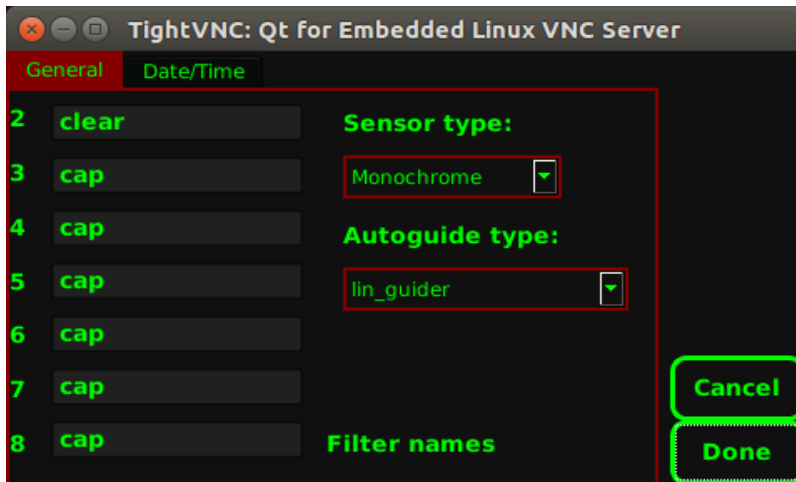 TightVNC: Qt for Embedded Linux VNC Server
General Date/Time
2 clear
Sensor type:
3 cap
Monochrome
4 cap
Autoguide type:
5 cap
lin_guider
6 cap
7 cap
Cancel
8 cap
Filter names
Done